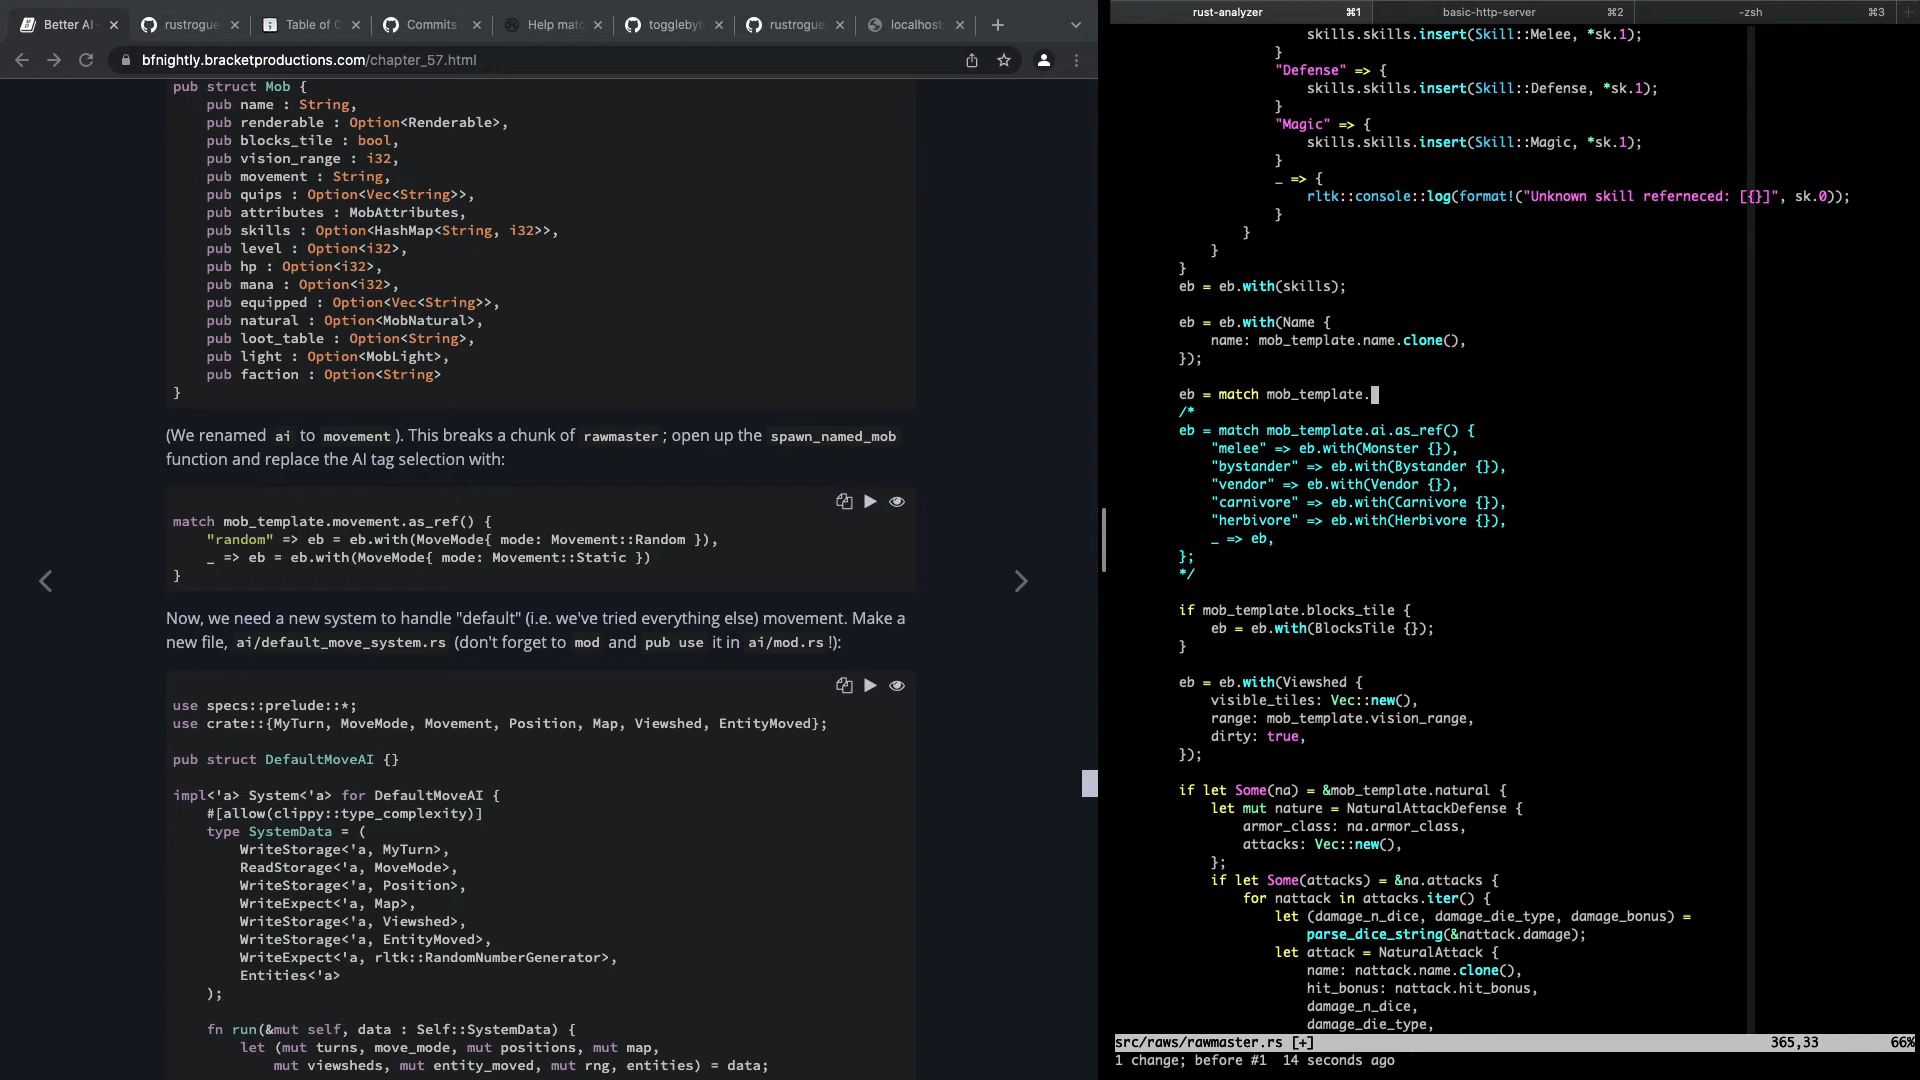 Better AI
rustrogue
Table of C
Commits
Help matc
togglebyt
rustrogue
localhost:
bfnightly.bracketproductions.com/chapter_57.html
pub struct Mob {
pub name : String,
pub renderable : Option<Renderable>,
pub blocks_tile : bool,
pub vision_range : i32,
pub movement : String,
pub quips : Option<Vec<String>>,
pub attributes : MobAttributes,
pub skills : Option<HashMap<String, i32>>,
pub level : Option<i32>,
pub hp : Option<i32>,
pub mana : Option<i32>,
pub equipped : Option<Vec<String>>,
pub natural : Option<MobNatural>,
pub loot_table : Option<String>,
pub light : Option<MobLight>,
pub faction : Option<String>
}
(We renamed ai to movement ). This breaks a chunk of rawmaster ; open up the spawn_named_mob
function and replace the AI tag selection with:
match mob_template.movement.as_ref() {
"random" => eb = eb.with(MoveMode{ mode: Movement::Random }),
_ => eb = eb.with(MoveMode{ mode: Movement::Static })
}
Now, we need a new system to handle "default" (i.e. we've tried everything else) movement. Make a
new file, ai/default_move_system.rs (don't forget to mod and pub use it in ai/mod.rs !):
use specs::prelude::*;
use crate::{MyTurn, MoveMode, Movement, Position, Map, Viewshed, EntityMoved};
pub struct DefaultMoveAI {}
impl<'a> System<'a> for DefaultMoveAI {
#[allow(clippy::type_complexity)]
type SystemData = (
WriteStorage<'a, MyTurn>,
ReadStorage<'a, MoveMode>,
WriteStorage<'a, Position>,
WriteExpect<'a, Map>,
WriteStorage<'a, Viewshed>,
WriteStorage<'a, EntityMoved>,
WriteExpect<'a, rltk::RandomNumberGenerator>,
Entities<'a>
);
fn run(&mut self, data : Self::SystemData) {
let (mut turns, move_mode, mut positions, mut map,
mut viewsheds, mut entity_moved, mut rng, entities) = data;
rust-analyzer ⌘1
basic-http-server ⌘2
-zsh ⌘3
skills.skills.insert(Skill::Melee, *sk.1);
}
"Defense" => {
skills.skills.insert(Skill::Defense, *sk.1);
}
"Magic" => {
skills.skills.insert(Skill::Magic, *sk.1);
}
_ => {
rltk::console::log(format!("Unknown skill referneced: [{}]", sk.0));
}
}
}
}
eb = eb.with(skills);
eb = eb.with(Name {
name: mob_template.name.clone(),
});
eb = match mob_template.
/*
eb = match mob_template.ai.as_ref() {
"melee" => eb.with(Monster {}),
"bystander" => eb.with(Bystander {}),
"vendor" => eb.with(Vendor {}),
"carnivore" => eb.with(Carnivore {}),
"herbivore" => eb.with(Herbivore {}),
_ => eb,
};
*/
if mob_template.blocks_tile {
eb = eb.with(BlocksTile {});
}
eb = eb.with(Viewshed {
visible_tiles: Vec::new(),
range: mob_template.vision_range,
dirty: true,
});
if let Some(na) = &mob_template.natural {
let mut nature = NaturalAttackDefense {
armor_class: na.armor_class,
attacks: Vec::new(),
};
if let Some(attacks) = &na.attacks {
for nattack in attacks.iter() {
let (damage_n_dice, damage_die_type, damage_bonus) =
parse_dice_string(&nattack.damage);
let attack = NaturalAttack {
name: nattack.name.clone(),
hit_bonus: nattack.hit_bonus,
damage_n_dice,
damage_die_type,
src/raws/rawmaster.rs [+] 365,33 66%
1 change; before #1 14 seconds ago